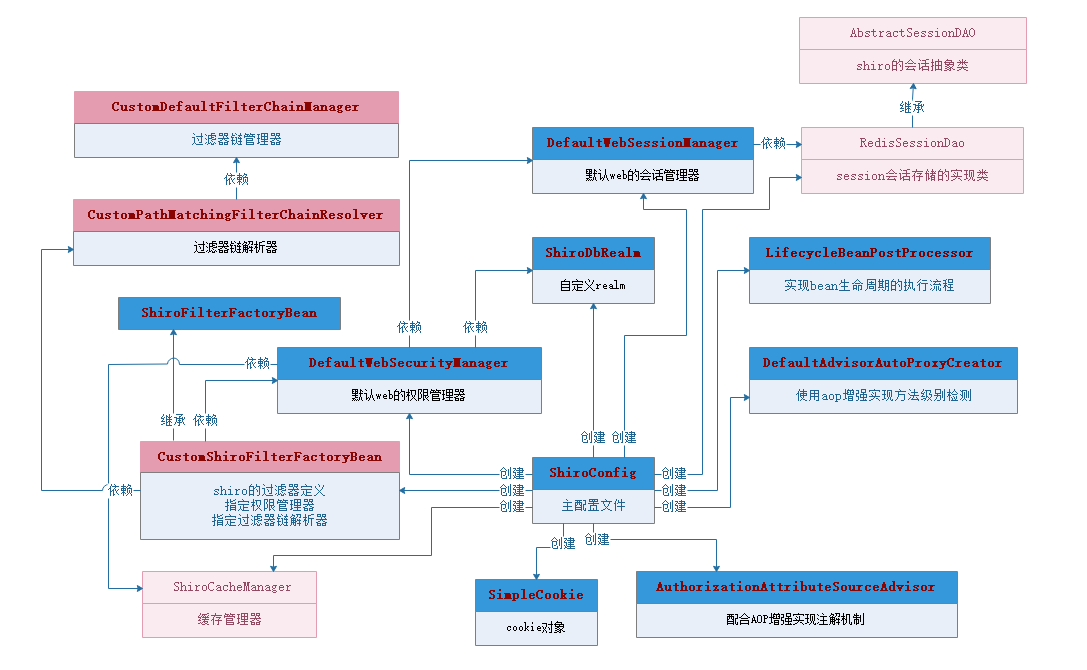 AbstractSessionDAO
shiro的会话抽象类
继承
CustomDefaultFilterChainManager
过滤器链管理器
依赖
DefaultWebSessionManager
默认web的会话管理器
依赖
RedisSessionDao
session会话存储的实现类
CustomPathMatchingFilterChainResolver
过滤器链解析器
ShiroDbRealm
自定义realm
LifecycleBeanPostProcessor
实现bean生命周期的执行流程
ShiroFilterFactoryBean
依赖
依赖
依赖
DefaultWebSecurityManager
默认web的权限管理器
DefaultAdvisorAutoProxyCreator
使用aop增强实现方法级别检测
继承
依赖
创建
创建
CustomShiroFilterFactoryBean
shiro的过滤器定义
指定权限管理器
指定过滤器链解析器
依赖
创建
创建
创建
ShiroConfig
主配置文件
创建
创建
创建
创建
创建
ShiroCacheManager
缓存管理器
SimpleCookie
cookie对象
AuthorizationAttributeSourceAdvisor
配合AOP增强实现注解机制